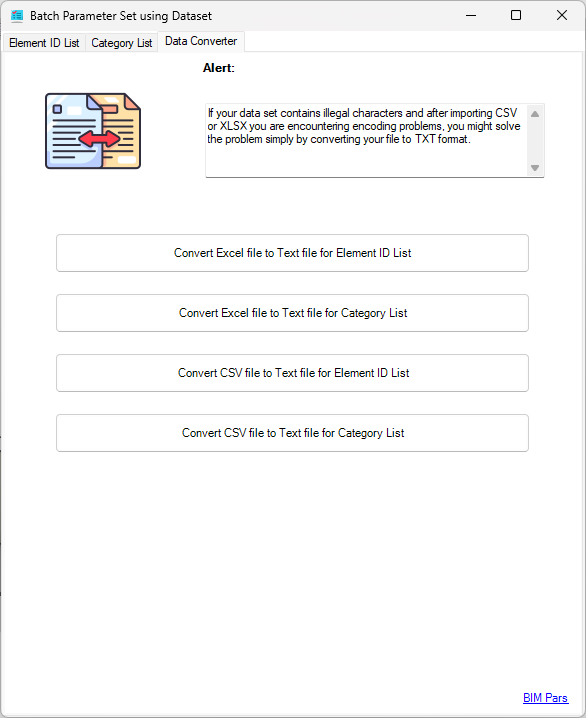 Batch Parameter Set using Dataset
Element ID List
Category List
Data Converter
Alert:
If your data set contains illegal characters and after importing CSV
or XLSX you are encountering encoding problems, you might solve
the problem simply by converting your file to TXT format.
Convert Excel file to Text file for Element ID List
Convert Excel file to Text file for Category List
Convert CSV file to Text file for Element ID List
Convert CSV file to Text file for Category List
BIM Pars